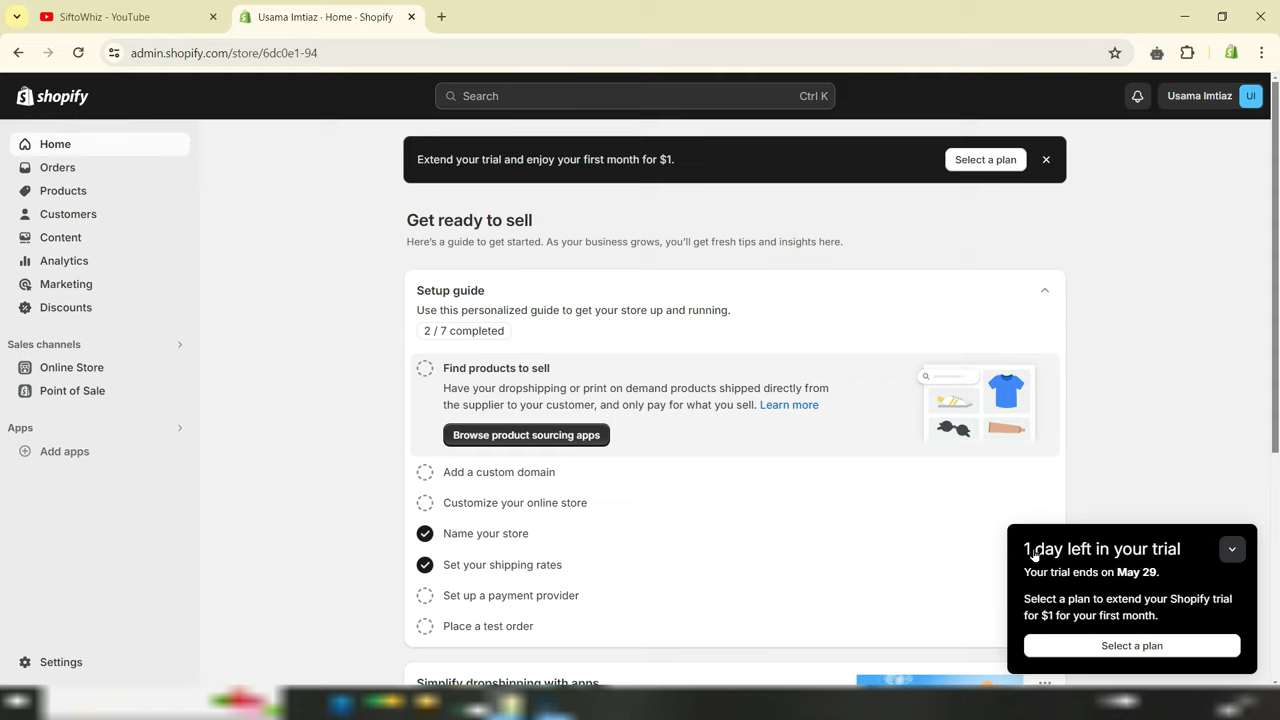 SiftoWhiz - YouTube
Usama Imtiaz · Home · Shopify
admin.shopify.com/store/6dc0e1-94
shopify
Search
Ctrl K
Usama Imtiaz
UI
Home
Orders
Products
Customers
Content
Analytics
Marketing
Discounts
Sales channels
Online Store
Point of Sale
Apps
Add apps
Settings
Extend your trial and enjoy your first month for $1.
Select a plan
Get ready to sell
Here's a guide to get started. As your business grows, you'll get fresh tips and insights here.
Setup guide
Use this personalized guide to get your store up and running.
2 / 7 completed
Find products to sell
Have your dropshipping or print on demand products shipped directly from
the supplier to your customer, and only pay for what you sell. Learn more
Browse product sourcing apps
Add a custom domain
Customize your online store
Name your store
Set your shipping rates
Set up a payment provider
Place a test order
Simplify dropshipping with apps
1 day left in your trial
Your trial ends on May 29.
Select a plan to extend your Shopify trial
for $1 for your first month.
Select a plan